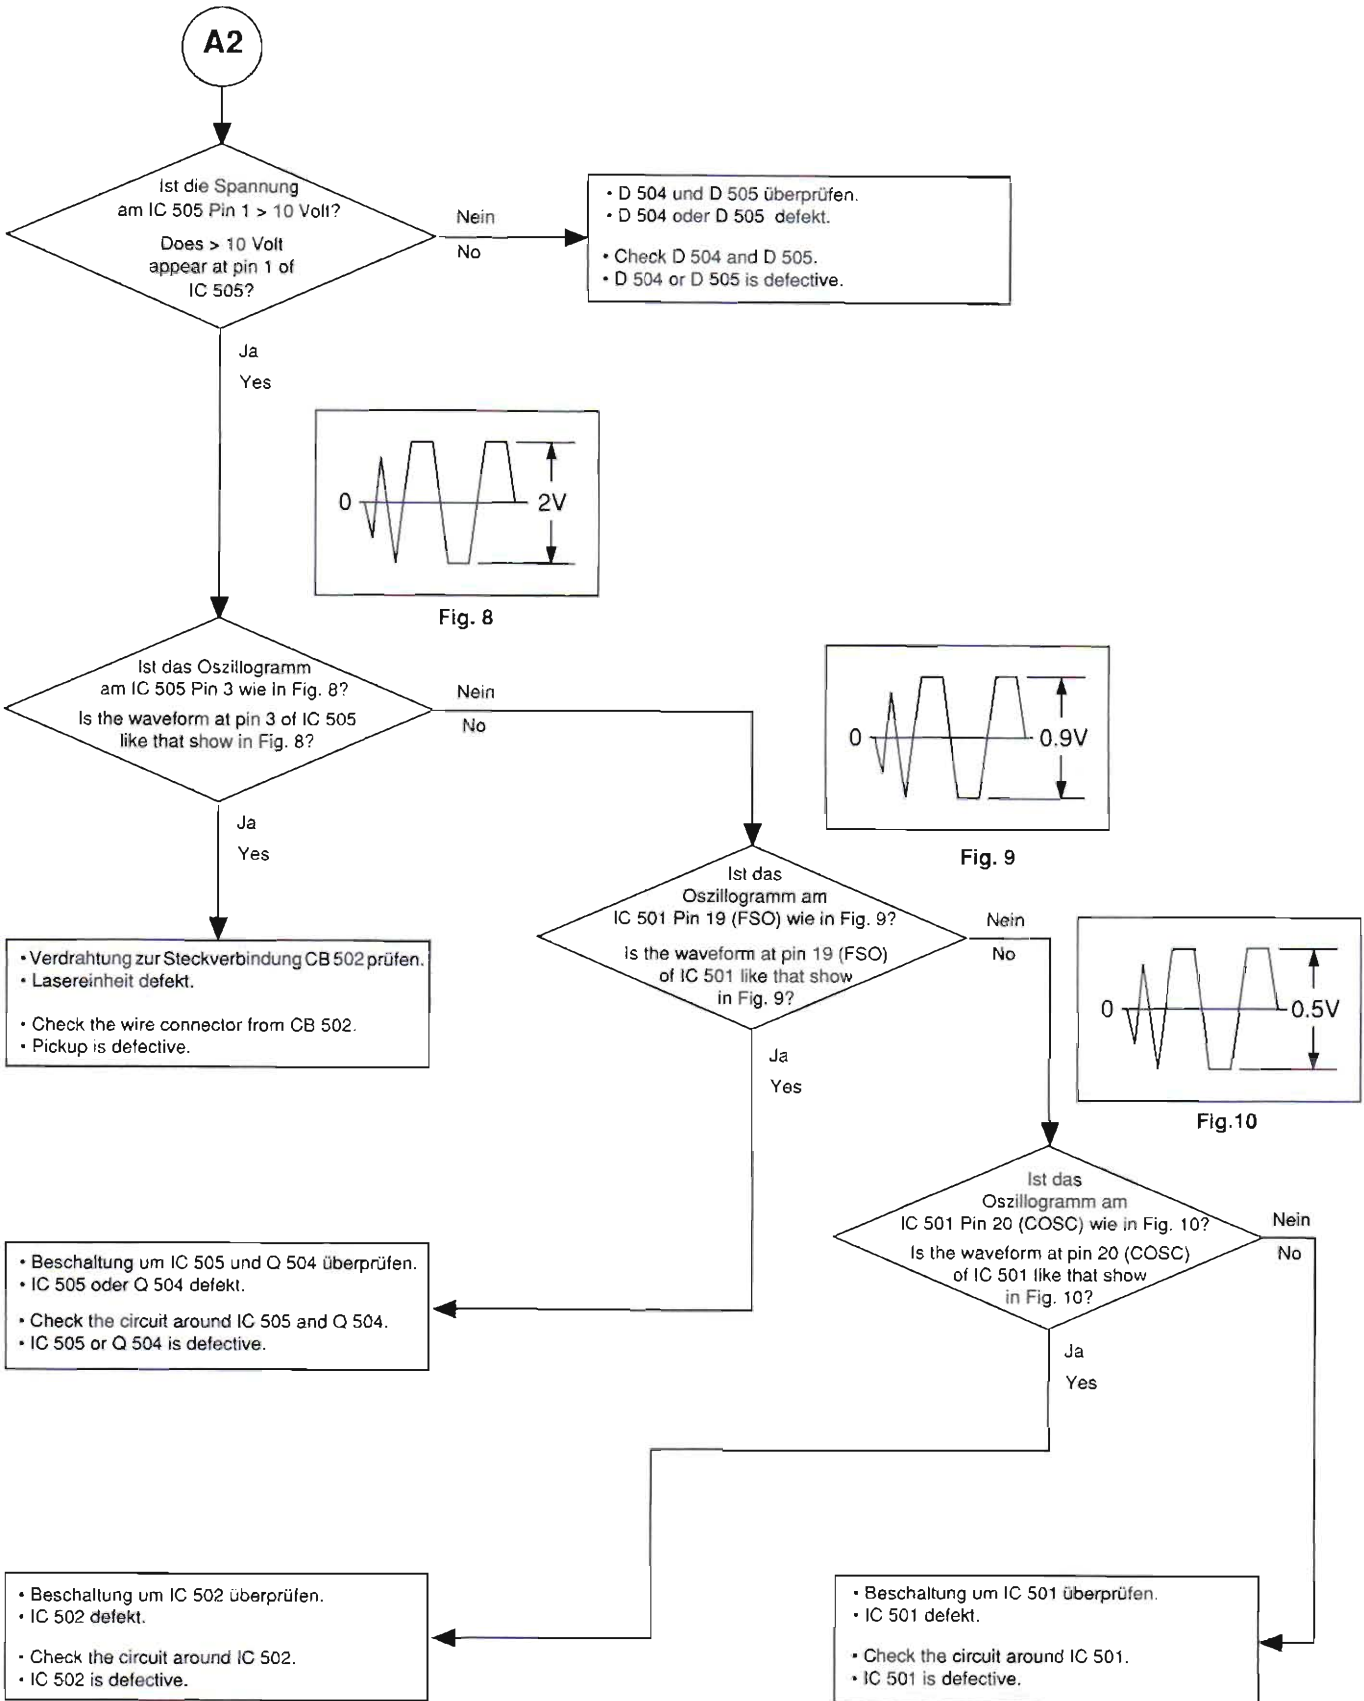 A2
Ist die Spannung
am IC 505 Pin 1 > 10 Volt?
Does > 10 Volt
appear at pin 1 of
IC 505?
Nein
No
• D 504 und D 505 überprüfen.
• D 504 oder D 505 defekt.
• Check D 504 and D 505.
• D 504 or D 505 is defective.
Ja
Yes
0
2V
Fig. 8
Ist das Oszillogramm
am IC 505 Pin 3 wie in Fig. 8?
Is the waveform at pin 3 of IC 505
like that show in Fig. 8?
Nein
No
0
0.9V
Fig. 9
Ja
Yes
• Verdrahtung zur Steckverbindung CB 502 prüfen.
• Lasereinheit defekt.
• Check the wire connector from CB 502.
• Pickup is defective.
Ist das
Oszillogramm am
IC 501 Pin 19 (FSO) wie in Fig. 9?
Is the waveform at pin 19 (FSO)
of IC 501 like that show
in Fig. 9?
Nein
No
0
0.5V
Fig.10
Ja
Yes
Ist das
Oszillogramm am
IC 501 Pin 20 (COSC) wie in Fig. 10?
Is the waveform at pin 20 (COSC)
of IC 501 like that show
in Fig. 10?
Nein
No
• Beschaltung um IC 505 und Q 504 überprüfen.
• IC 505 oder Q 504 defekt.
• Check the circuit around IC 505 and Q 504.
• IC 505 or Q 504 is defective.
Ja
Yes
• Beschaltung um IC 502 überprüfen.
• IC 502 defekt.
• Check the circuit around IC 502.
• IC 502 is defective.
• Beschaltung um IC 501 überprüfen.
• IC 501 defekt.
• Check the circuit around IC 501.
• IC 501 is defective.